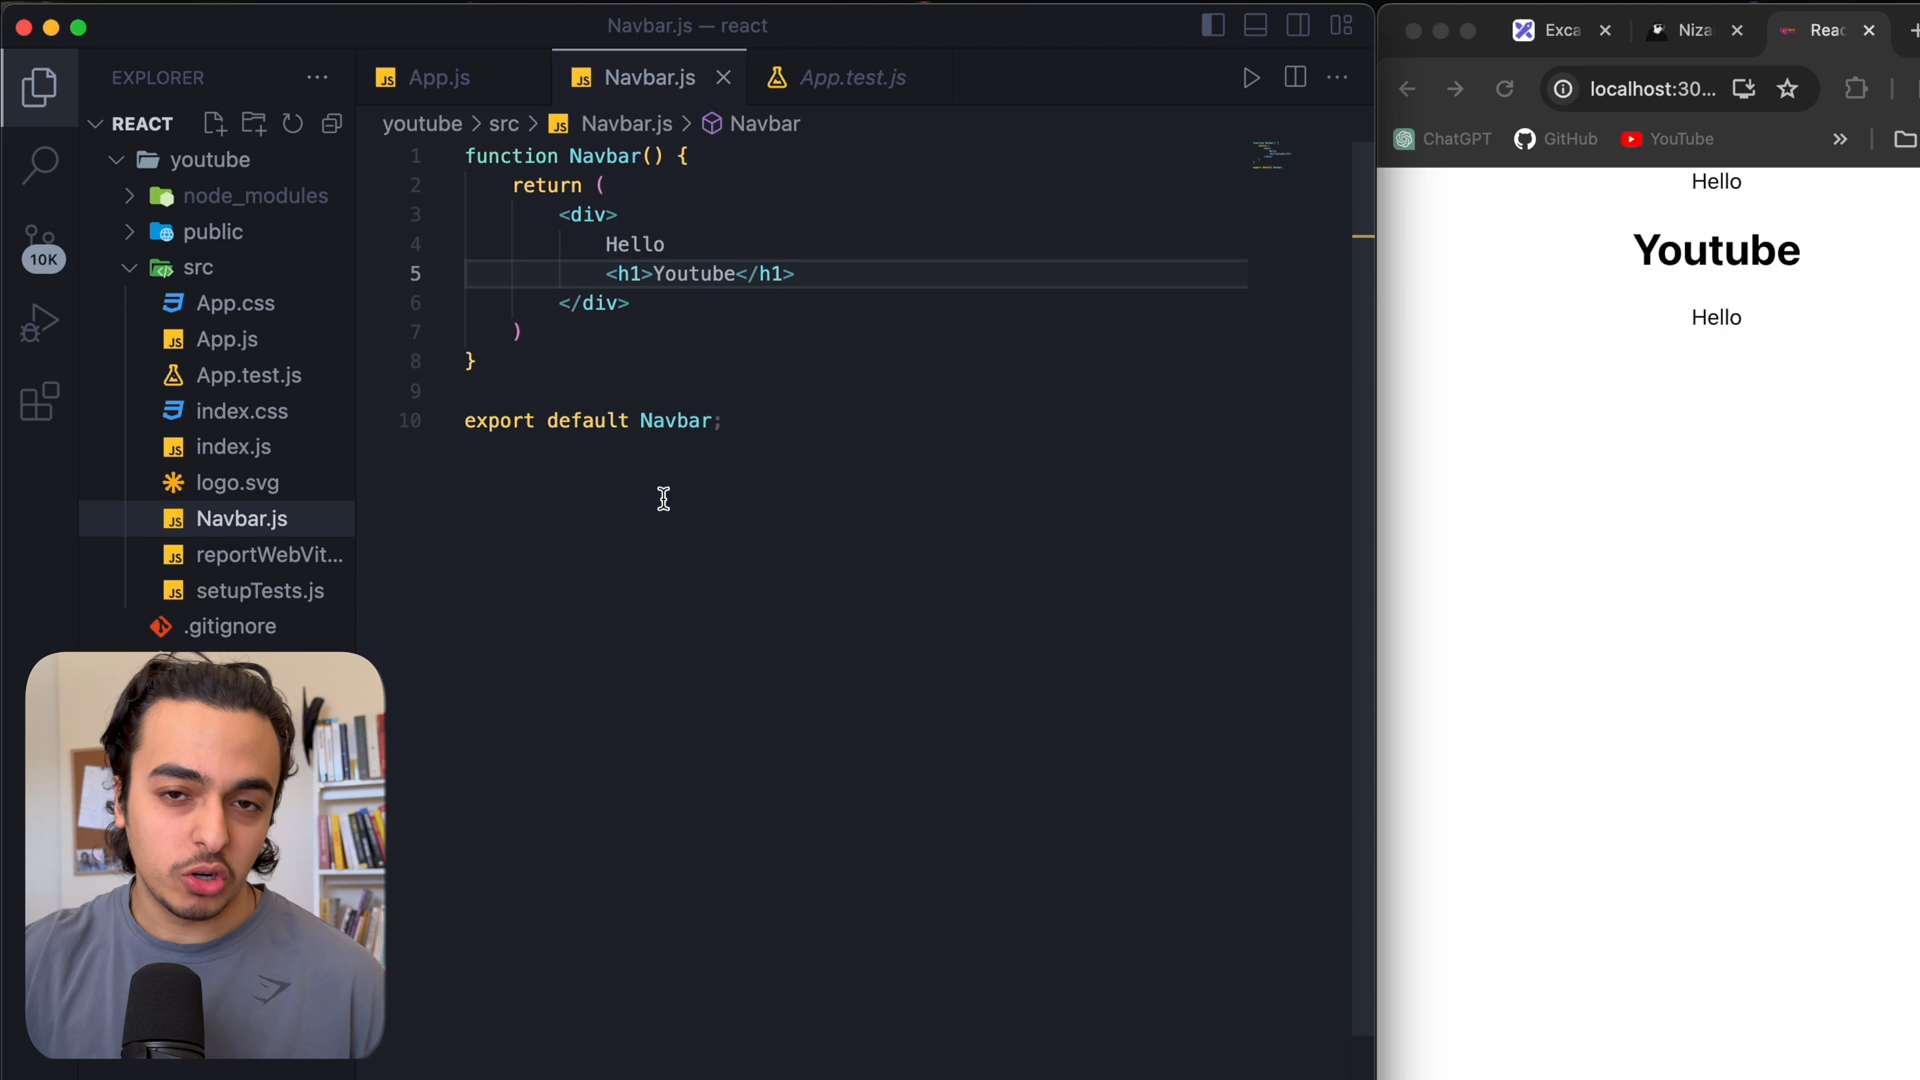 Navbar.js — react
EXPLORER
REACT
youtube
node_modules
public
src
App.css
App.js
App.test.js
index.css
index.js
logo.svg
Navbar.js
reportWebVit...
setupTests.js
.gitignore
10K
App.js
Navbar.js
App.test.js
youtube > src > JS Navbar.js > Navbar
1 function Navbar() {
2 return (
3 <div>
4 Hello
5 <h1>Youtube</h1>
6 </div>
7 )
8 }
9
10 export default Navbar;
Exca
Niza
Reac
localhost:30...
ChatGPT
GitHub
YouTube
Hello
Youtube
Hello